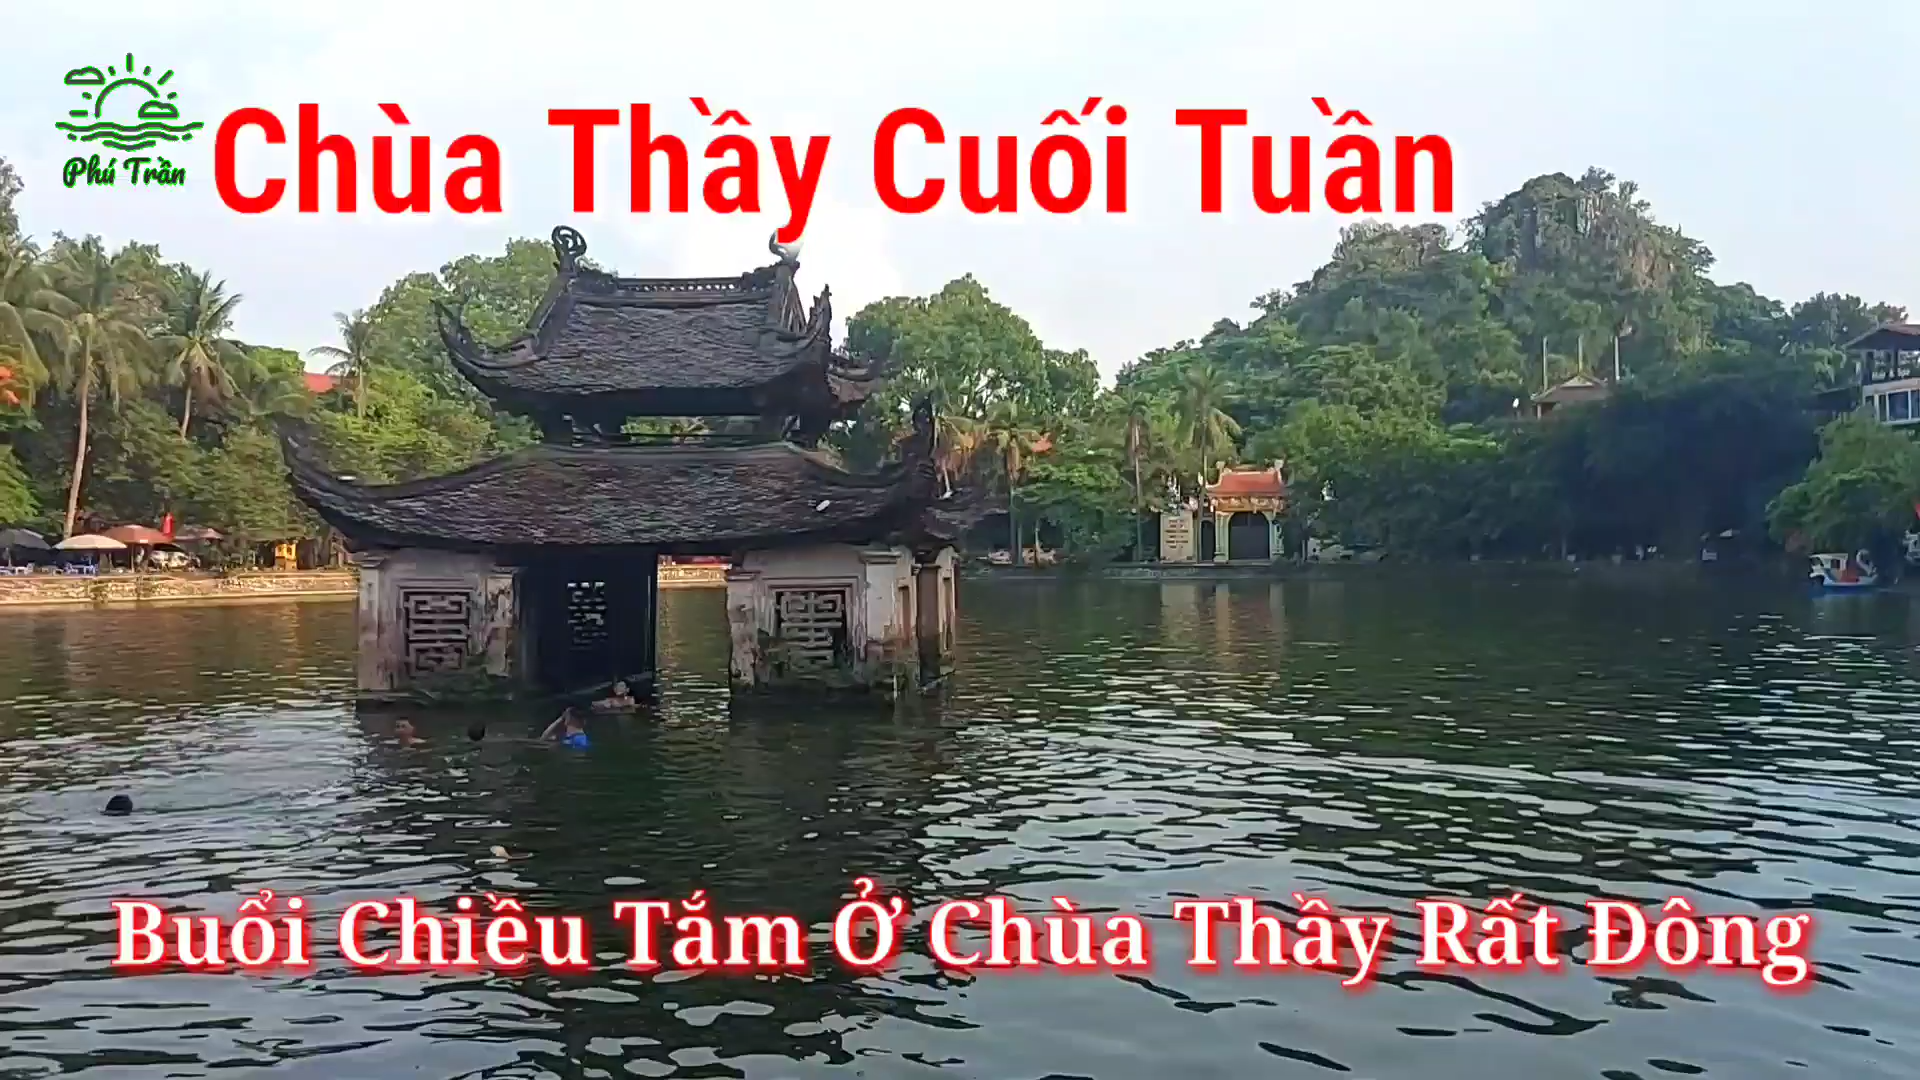 Phú Trần
Chùa Thầy Cuối Tuần
Buổi Chiều Tắm Ở Chùa Thầy Rất Đông